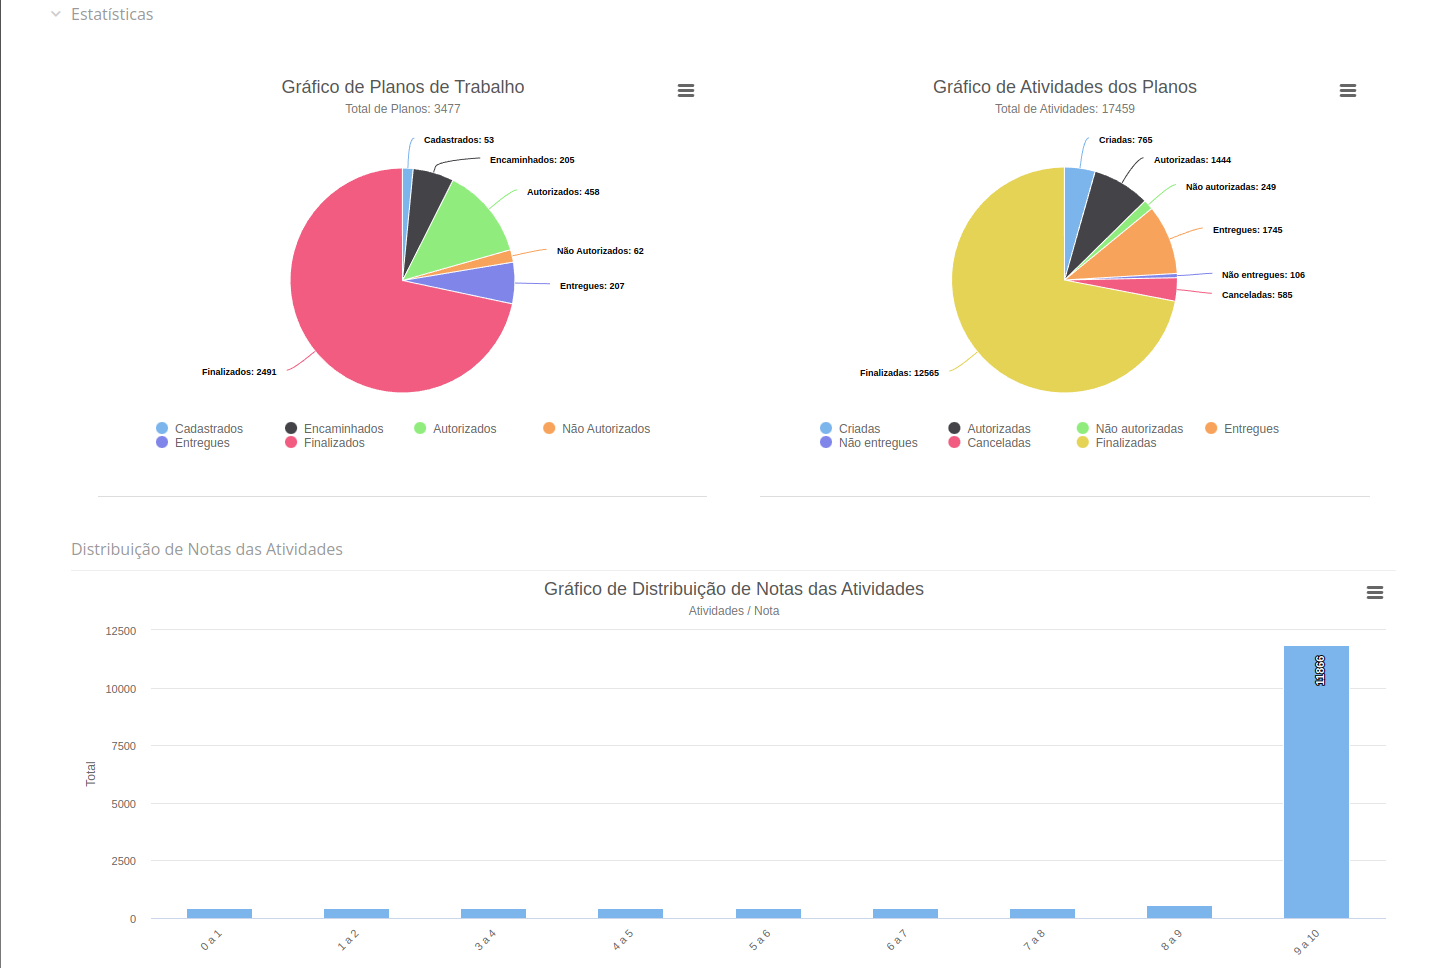 Estatísticas
Gráfico de Planos de Trabalho
Total de Planos: 3477
Cadastrados: 53
Encaminhados: 205
Autorizados: 458
Não Autorizados: 62
Entregues: 207
Finalizados: 2491
Cadastrados
Encaminhados
Autorizados
Não Autorizados
Entregues
Finalizados
Gráfico de Atividades dos Planos
Total de Atividades: 17459
Criadas: 765
Autorizadas: 1444
Não autorizadas: 249
Entregues: 1745
Não entregues: 106
Canceladas: 585
Finalizadas: 12565
Criadas
Autorizadas
Não autorizadas
Entregues
Não entregues
Canceladas
Finalizadas
Distribuição de Notas das Atividades
Gráfico de Distribuição de Notas das Atividades
Atividades / Nota
Total
12500
10000
7500
5000
2500
0
11866
0 a 1
1 a 2
3 a 4
4 a 5
5 a 6
6 a 7
7 a 8
8 a 9
9 a 10